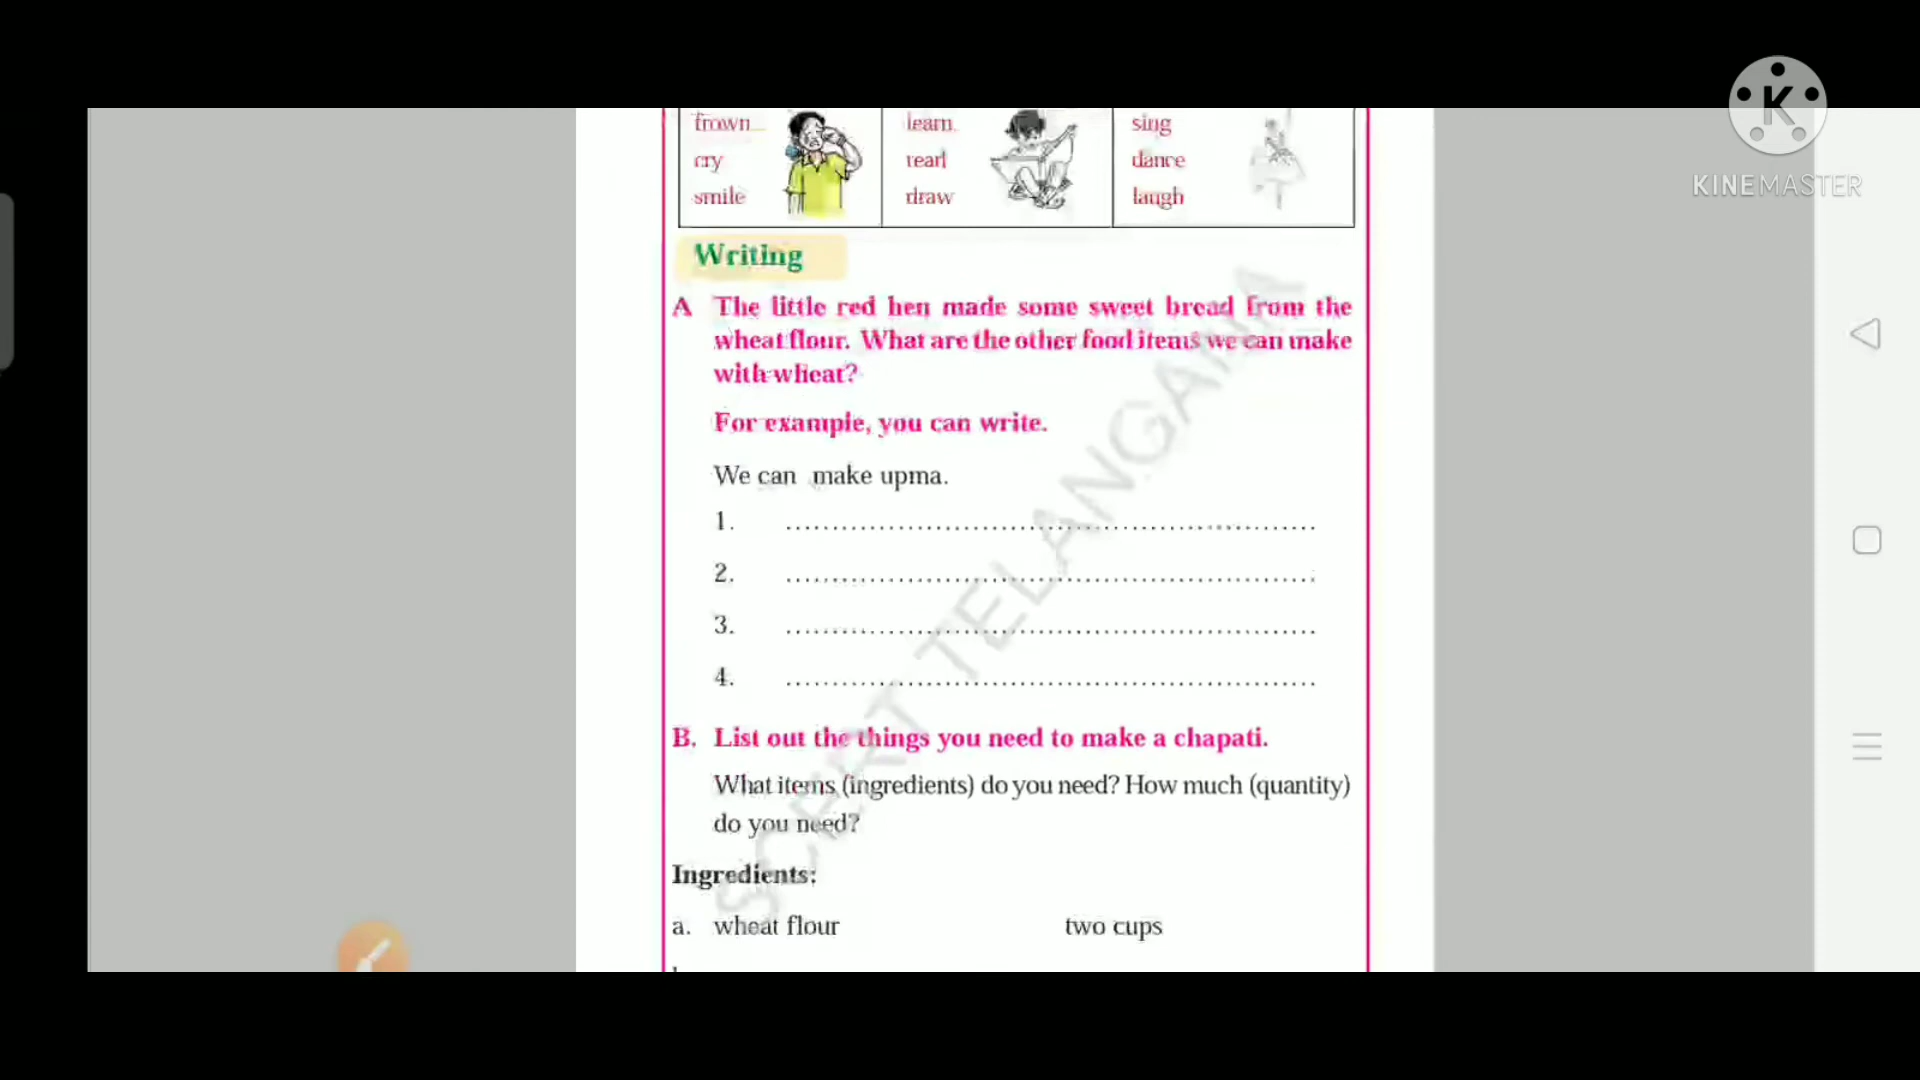 KINEMASTER
frown learn sing
cry read dance
smile draw laugh
Writing
A The little red hen made some sweet bread from the
wheat flour. What are the other food items we can make
with wheat?
For example, you can write.
We can make upma.
1. ..........................................................
2. ..........................................................
3. ..........................................................
4. ..........................................................
B. List out the things you need to make a chapati.
What items (ingredients) do you need? How much (quantity)
do you need?
Ingredients:
a. wheat flour two cups
SCERT TELANGANA